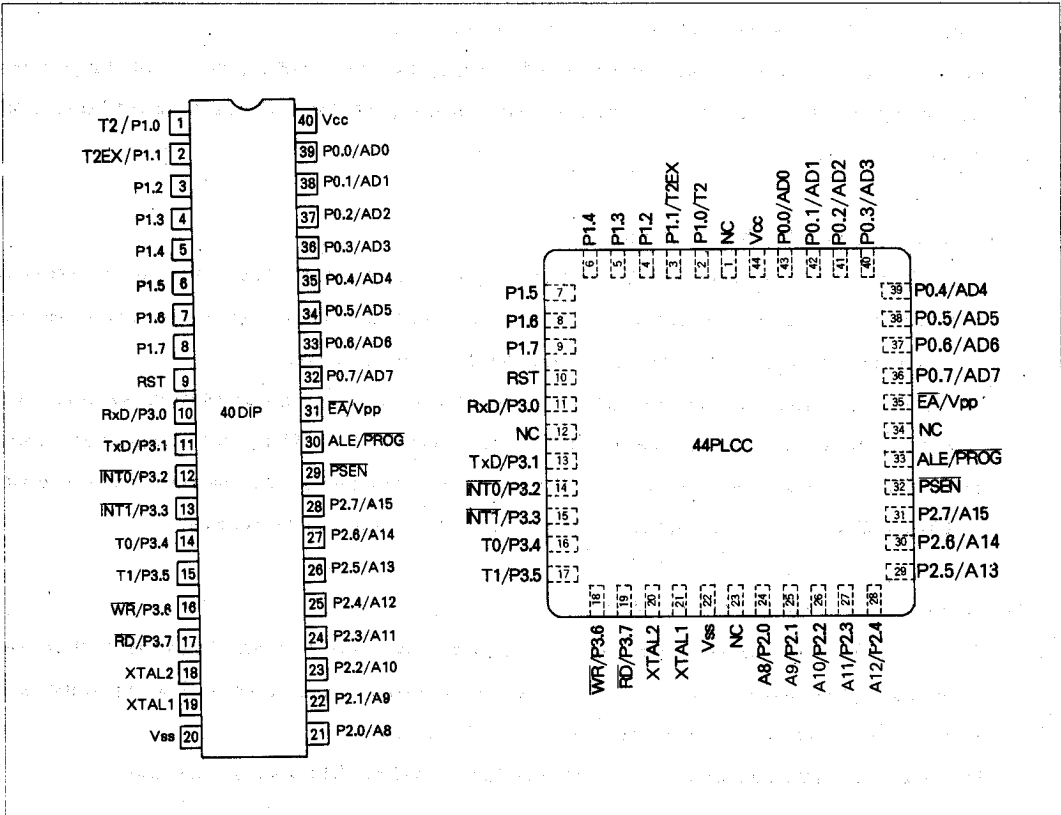 T2/P1.0 1
T2EX/P1.1 2
P1.2 3
P1.3 4
P1.4 5
P1.5 6
P1.6 7
P1.7 8
RST 9
RxD/P3.0 10
TxD/P3.1 11
INT0/P3.2 12
INT1/P3.3 13
T0/P3.4 14
T1/P3.5 15
WR/P3.6 16
RD/P3.7 17
XTAL2 18
XTAL1 19
Vss 20
40DIP
40 Vcc
39 P0.0/AD0
38 P0.1/AD1
37 P0.2/AD2
36 P0.3/AD3
35 P0.4/AD4
34 P0.5/AD5
33 P0.6/AD6
32 P0.7/AD7
31 EA/Vpp
30 ALE/PROG
29 PSEN
28 P2.7/A15
27 P2.6/A14
26 P2.5/A13
25 P2.4/A12
24 P2.3/A11
23 P2.2/A10
22 P2.1/A9
21 P2.0/A8
P1.4 6
P1.3 5
P1.2 4
P1.1/T2EX 3
P1.0/T2 2
NC 1
Vcc 44
P0.0/AD0 43
P0.1/AD1 42
P0.2/AD2 41
P0.3/AD3 40
P1.5 7
P1.6 8
P1.7 9
RST 10
RxD/P3.0 11
NC 12
TxD/P3.1 13
INT0/P3.2 14
INT1/P3.3 15
T0/P3.4 16
T1/P3.5 17
44PLCC
39 P0.4/AD4
38 P0.5/AD5
37 P0.6/AD6
36 P0.7/AD7
35 EA/Vpp
34 NC
33 ALE/PROG
32 PSEN
31 P2.7/A15
30 P2.6/A14
29 P2.5/A13
WR/P3.6 18
RD/P3.7 19
XTAL2 20
XTAL1 21
Vss 22
NC 23
A8/P2.0 24
A9/P2.1 25
A10/P2.2 26
A11/P2.3 27
A12/P2.4 28